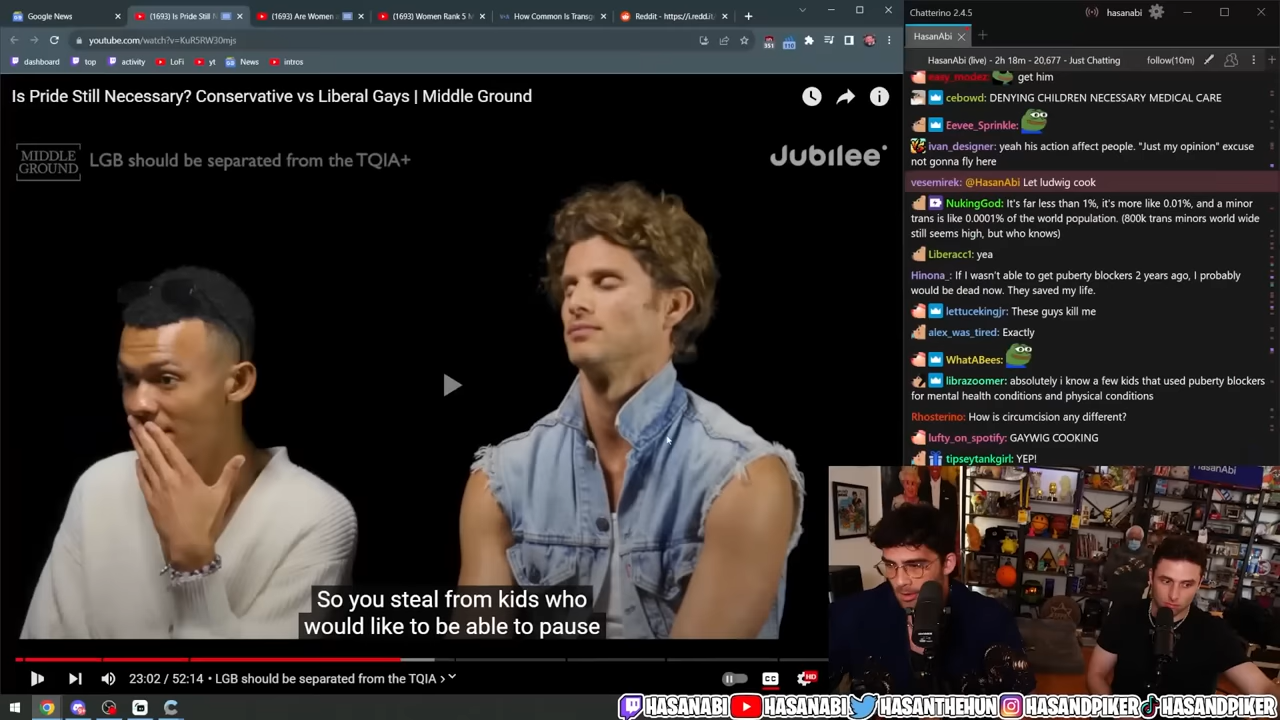 Google News
(1693) Is Pride Still N
(1693) Are Women
(1693) Women Rank 5 M
How Common Is Transg
Reddit - https://i.redd.it/
youtube.com/watch?v=KuR5RW30mjs
dashboard
top
activity
LoFi
yt
News
intros
Is Pride Still Necessary? Conservative vs Liberal Gays | Middle Ground
MIDDLE
GROUND
LGB should be separated from the TQIA+
Jubilee
So you steal from kids who
would like to be able to pause
23:02 / 52:14 • LGB should be separated from the TQIA
CC
HD
Chatterino 2.4.5
hasanabi
HasanAbi
HasanAbi (live) - 2h 18m - 20,677 - Just Chatting
follow(10m)
easy_modez: get him
cebowd: DENYING CHILDREN NECESSARY MEDICAL CARE
Eevee_Sprinkle:
ivan_designer: yeah his action affect people. "Just my opinion" excuse
not gonna fly here
vesemirek: @HasanAbi Let ludwig cook
NukingGod: It's far less than 1%, it's more like 0.01%, and a minor
trans is like 0.0001% of the world population. (800k trans minors world wide
still seems high, but who knows)
Liberacc1: yea
Hinona_: If I wasn't able to get puberty blockers 2 years ago, I probably
would be dead now. They saved my life.
lettucekingjr: These guys kill me
alex_was_tired: Exactly
WhatABees:
librazoomer: absolutely i know a few kids that used puberty blockers
for mental health conditions and physical conditions
Rhosterino: How is circumcision any different?
lufty_on_spotify: GAYWIG COOKING
tipseytankgirl: YEP!
HasanAbi
HASANABI
HASANABI
HASANTHEHUN
HASANDPIKER
HASANDPIKER